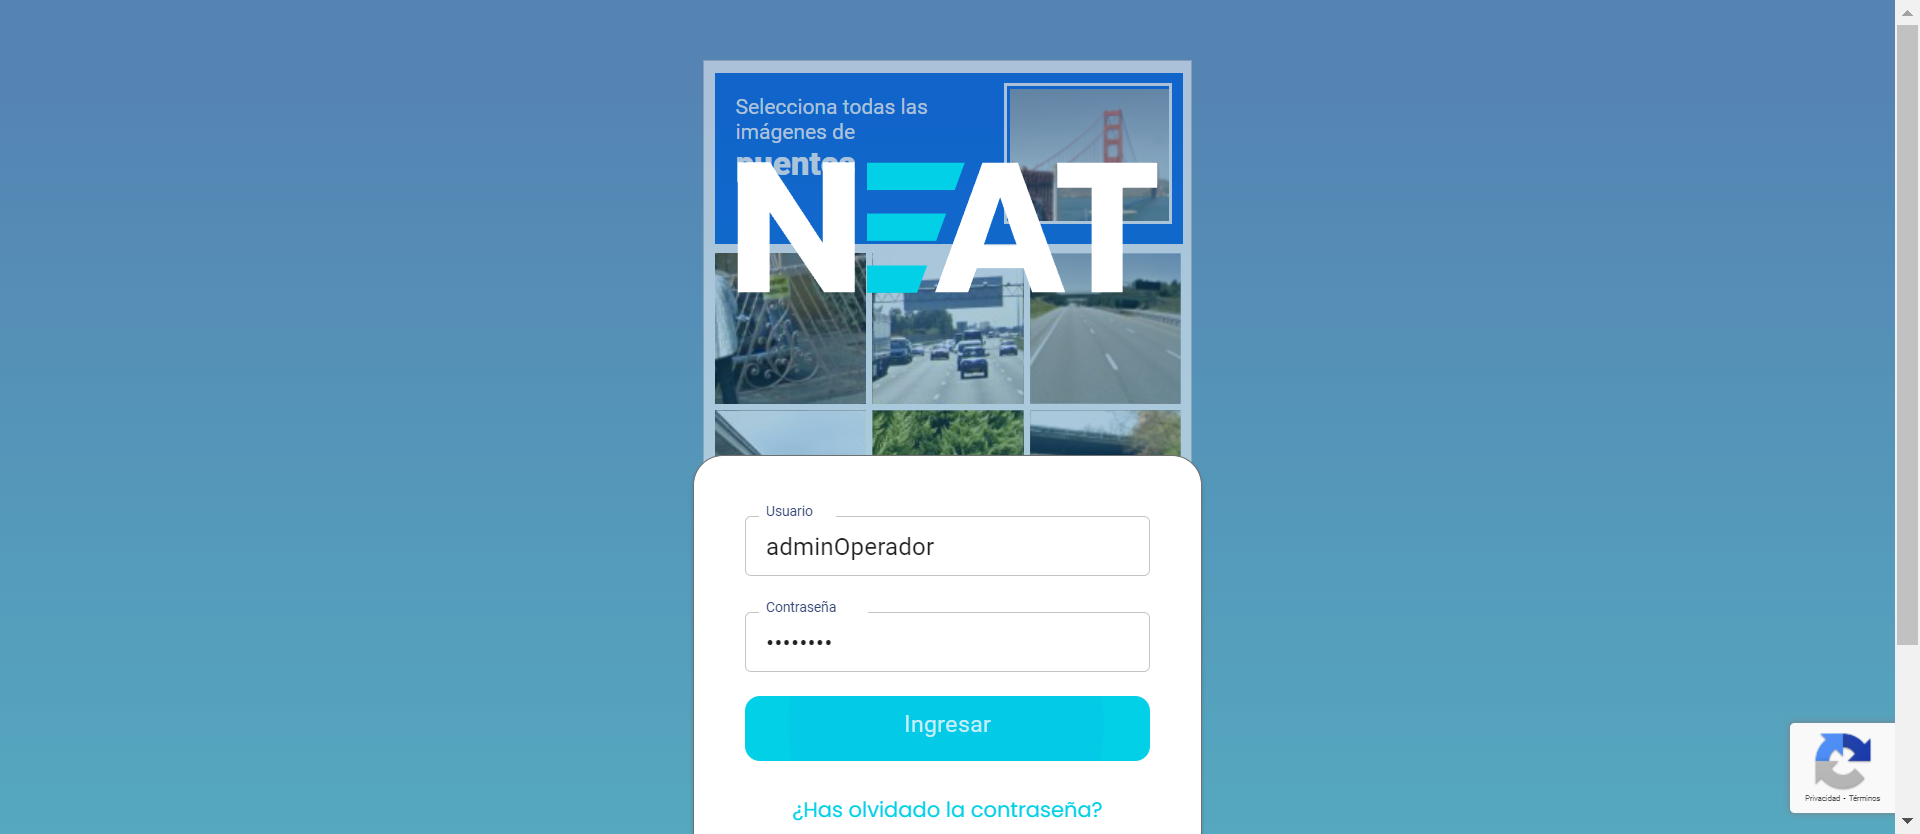 Selecciona todas las
imágenes de
puentes
NEAT
Usuario
adminOperador
Contraseña
••••••••
Ingresar
¿Has olvidado la contraseña?
Privacidad - Términos